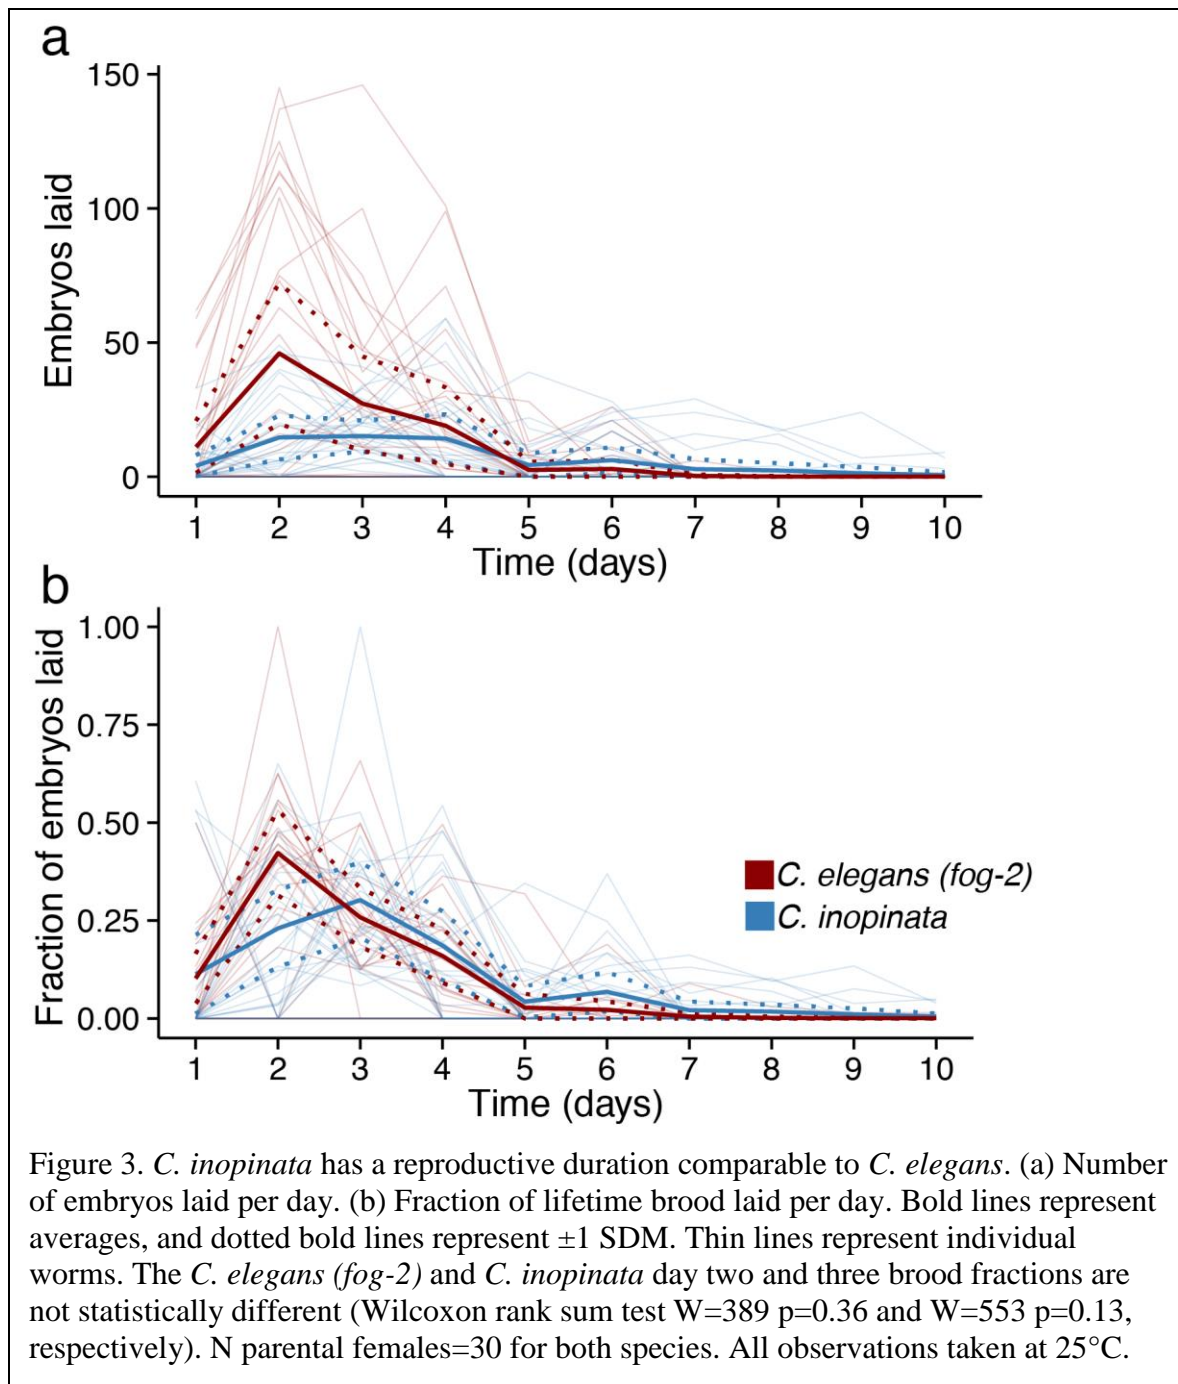 a
150
100
50
0
Embryos laid
1 2 3 4 5 6 7 8 9 10
Time (days)
b
1.00
0.75
0.50
0.25
0.00
Fraction of embryos laid
C. elegans (fog-2)
C. inopinata
1 2 3 4 5 6 7 8 9 10
Time (days)
Figure 3. C. inopinata has a reproductive duration comparable to C. elegans. (a) Number
of embryos laid per day. (b) Fraction of lifetime brood laid per day. Bold lines represent
averages, and dotted bold lines represent ±1 SDM. Thin lines represent individual
worms. The C. elegans (fog-2) and C. inopinata day two and three brood fractions are
not statistically different (Wilcoxon rank sum test W=389 p=0.36 and W=553 p=0.13,
respectively). N parental females=30 for both species. All observations taken at 25°C.